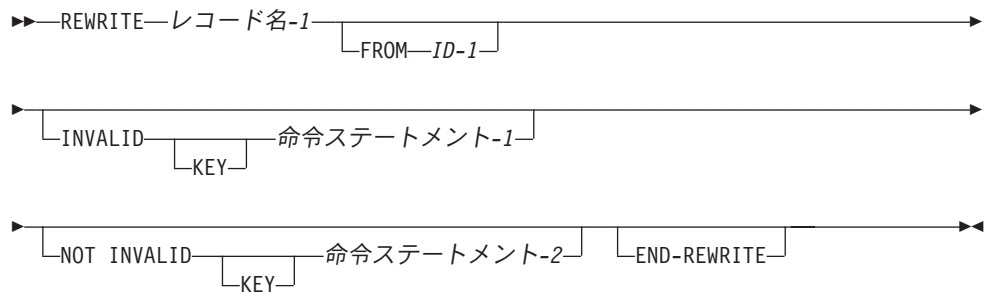 REWRITE レコード名-1
FROM ID-1
INVALID 命令ステートメント-1
KEY
NOT INVALID 命令ステートメント-2 END-REWRITE
KEY